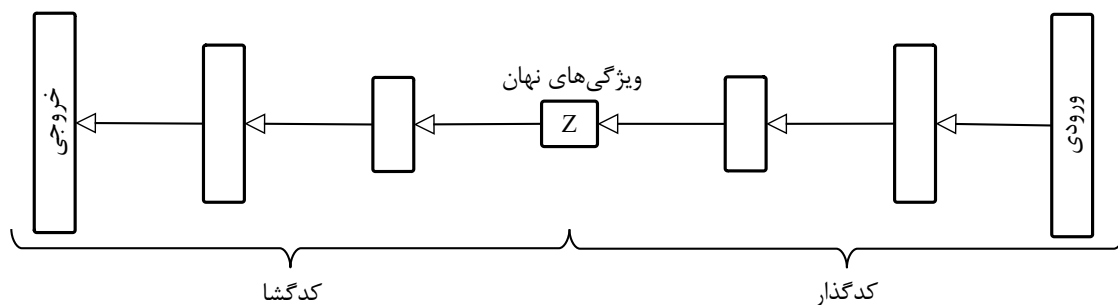 ویژگی‌های نهان
ورودی
Z
خروجی
کدگذار
کدگشا